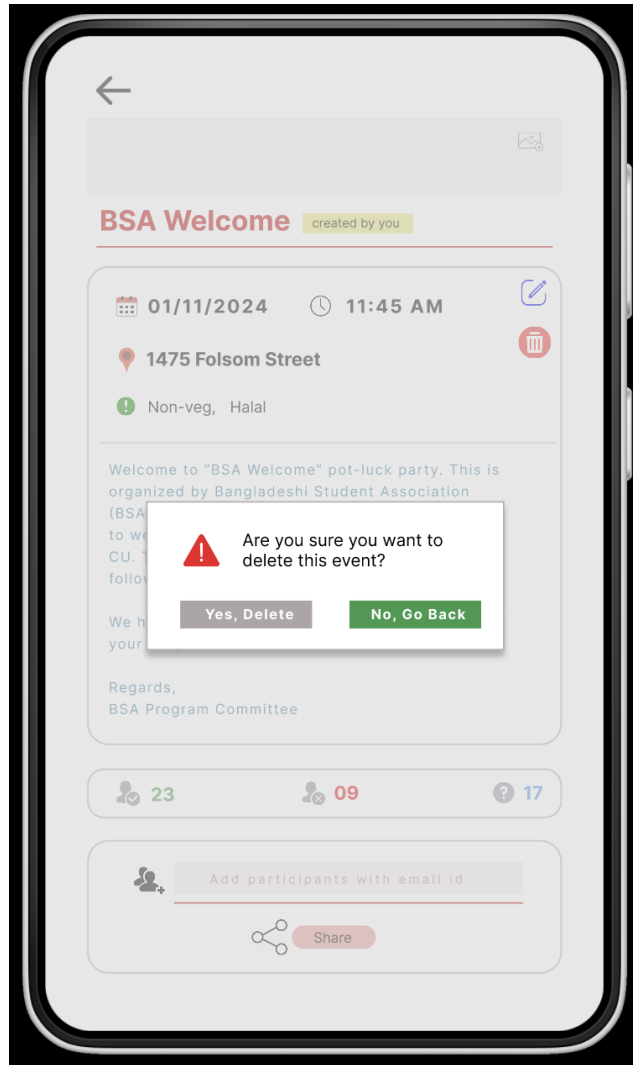 BSA Welcome created by you
01/11/2024 11:45 AM
1475 Folsom Street
Non-veg, Halal
Welcome to “BSA Welcome” pot-luck party. This is
organized by Bangladeshi Student Association
(BSA
to
CU.
We
your
Are you sure you want to
delete this event?
Yes, Delete No, Go Back
Regards,
BSA Program Committee
23 09 17
Add participants with email id
Share